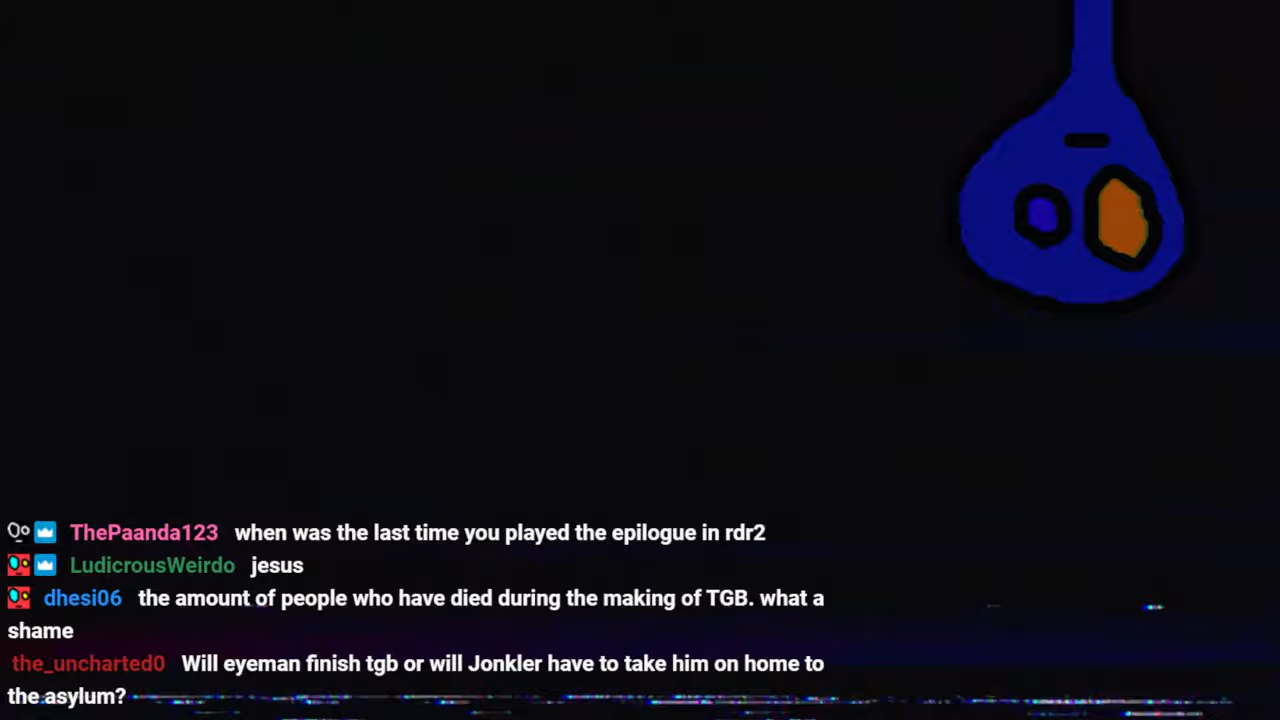 ThePaanda123 when was the last time you played the epilogue in rdr2
LudicrousWeirdo jesus
dhesi06 the amount of people who have died during the making of TGB. what a
shame
the_uncharted0 Will eyeman finish tgb or will Jonkler have to take him on home to
the asylum?